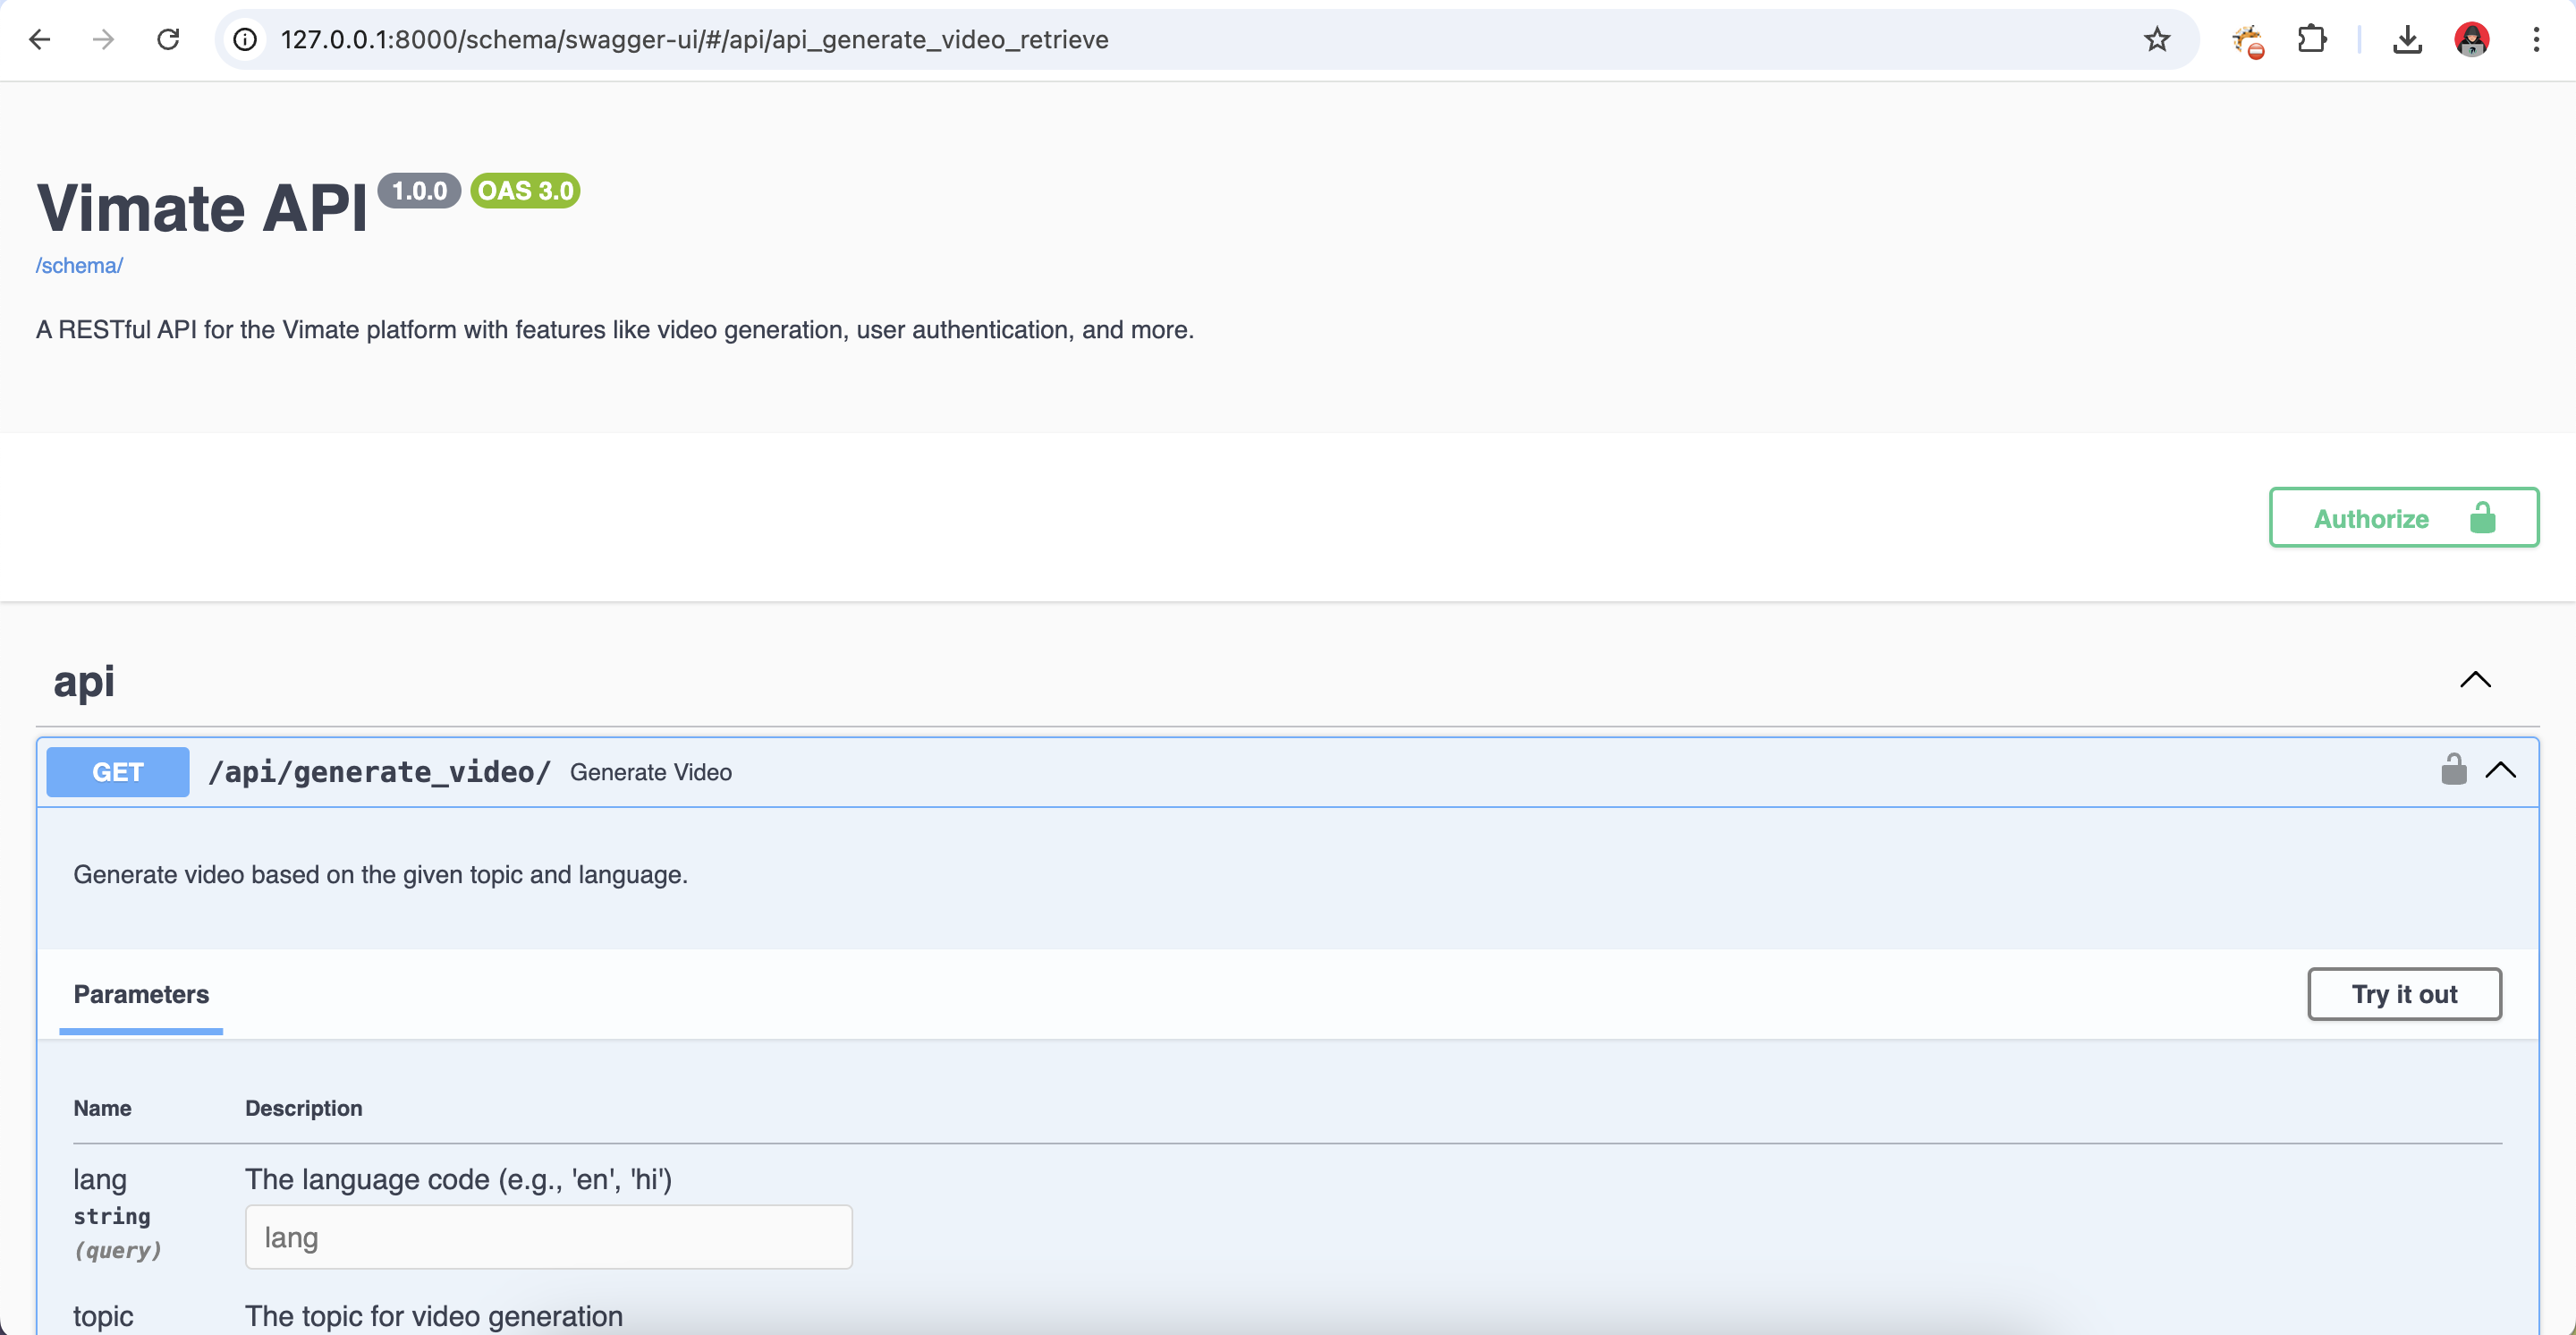 127.0.0.1:8000/schema/swagger-ui/#/api/api_generate_video_retrieve
Vimate API 1.0.0 OAS 3.0
/schema/
A RESTful API for the Vimate platform with features like video generation, user authentication, and more.
Authorize
api
GET /api/generate_video/ Generate Video
Generate video based on the given topic and language.
Parameters Try it out
Name Description
lang The language code (e.g., 'en', 'hi')
string
lang
(query)
topic The topic for video generation